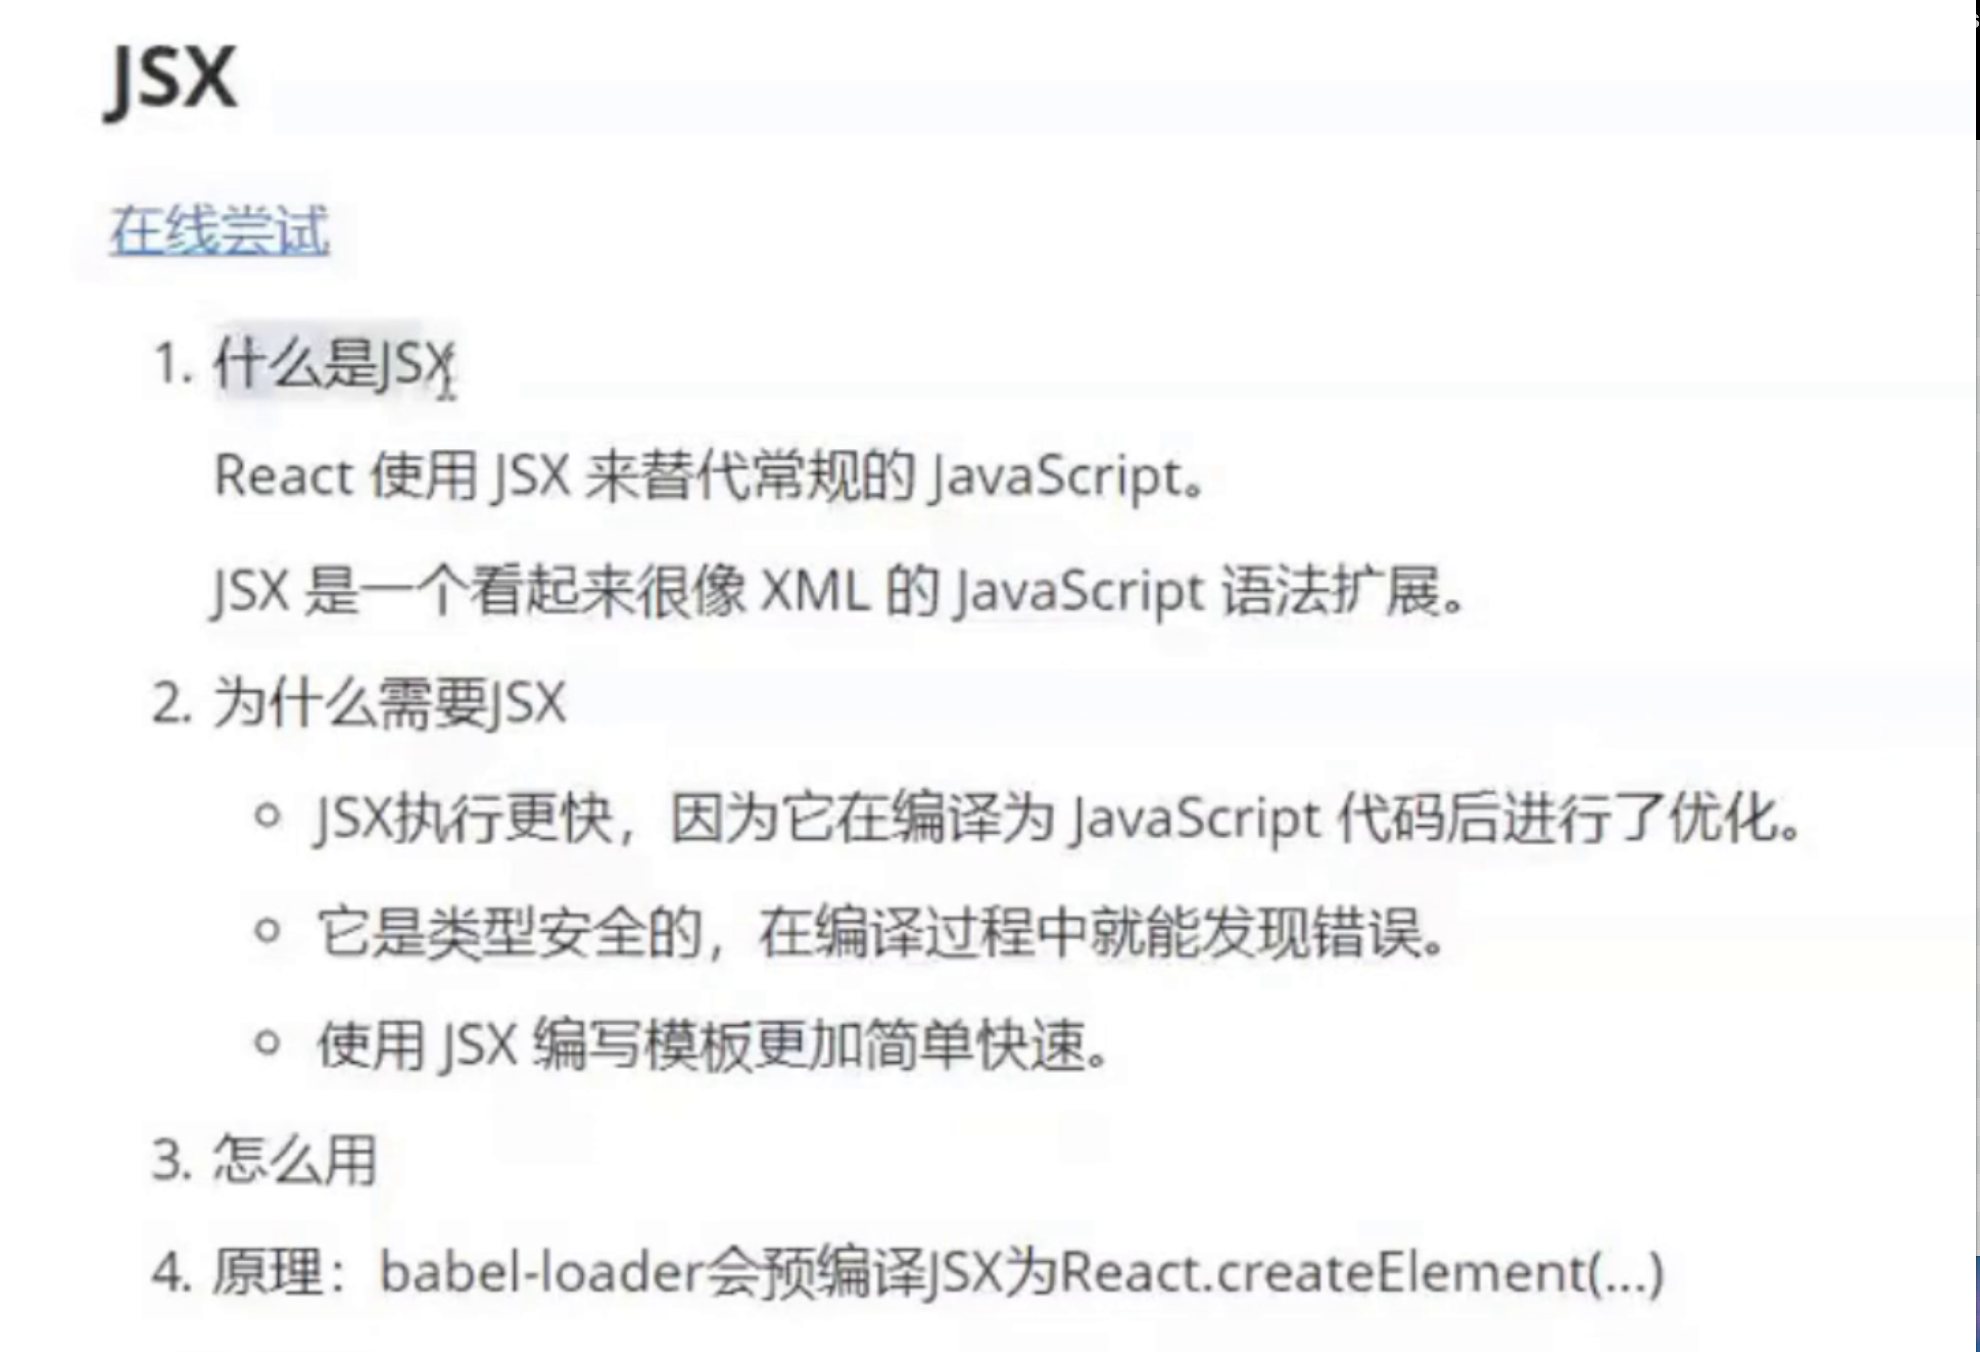 JSX
在线尝试
1. 什么是JSX
React 使用 JSX 来替代常规的 JavaScript。
JSX 是一个看起来很像 XML 的 JavaScript 语法扩展。
2. 为什么需要JSX
JSX执行更快，因为它在编译为 JavaScript 代码后进行了优化。
它是类型安全的，在编译过程中就能发现错误。
使用 JSX 编写模板更加简单快速。
3. 怎么用
4. 原理：babel-loader会预编译JSX为React.createElement(...)